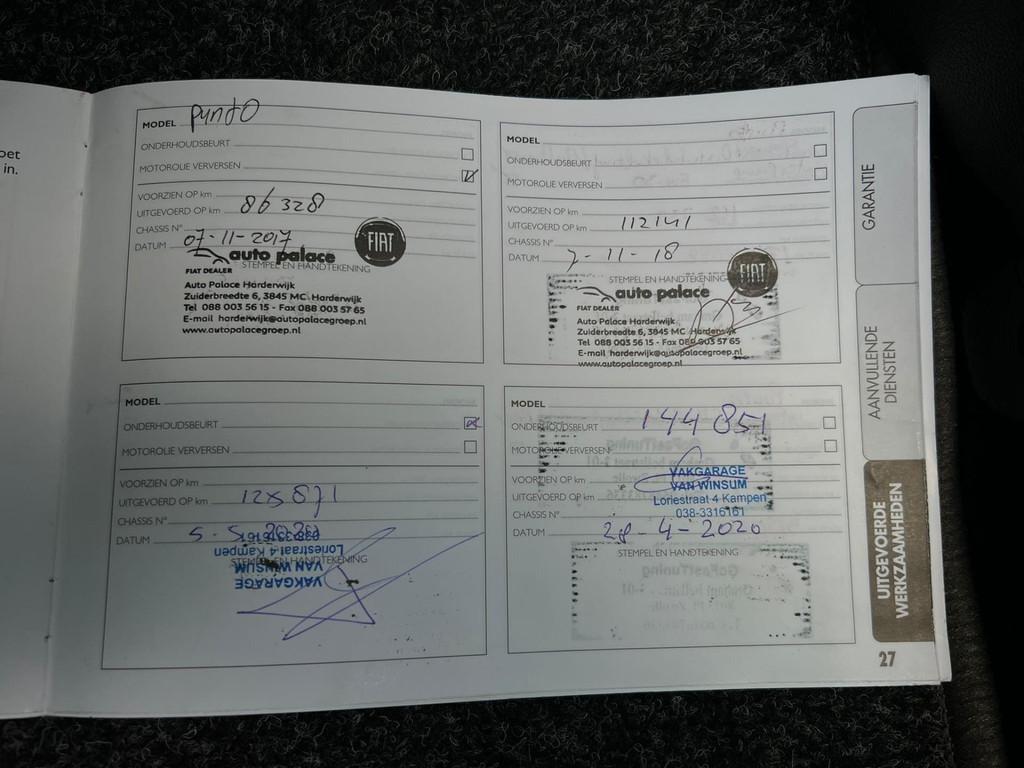 oet
in.
MODEL Punto
ONDERHOUDSBEURT
MOTOROLIE VERVERSEN
VOORZIEN OP km
UITGEVOERD OP km 86328
CHASSIS N°
DATUM 07-11-2017
FIAT
auto palace
FIAT DEALER STEMPEL EN HANDTEKENING
Auto Palace Harderwijk
Zuiderbreedte 6, 3845 MC Harderwijk
Tel 088 003 56 15 - Fax 088 003 57 65
E-mail harderwijk@autopalacegroep.nl
www.autopalacegroep.nl
MODEL
ONDERHOUDSBEURT
MOTOROLIE VERVERSEN
VOORZIEN OP km
UITGEVOERD OP km 112141
CHASSIS N°
DATUM 7-11-18
STEMPEL EN HANDTEKENING
FIAT
auto palace
FIAT DEALER
Auto Palace Harderwijk
Zuiderbreedte 6, 3845 MC Harderwijk
Tel 088 003 56 15 - Fax 088 003 57 65
E-mail harderwijk@autopalacegroep.nl
www.autopalacegroep.nl
MODEL
ONDERHOUDSBEURT
MOTOROLIE VERVERSEN
VOORZIEN OP km
UITGEVOERD OP km 125871
CHASSIS N°
DATUM 5-5-
STEMPEL EN HANDTEKENING
VAKGARAGE
VAN WINSUM
Loriestraat 4 Kampen
038-3316161
MODEL
ONDERHOUDSBEURT 144851
MOTOROLIE VERVERSEN
VOORZIEN OP km
UITGEVOERD OP km
CHASSIS N°
DATUM 28-4-2020
VAKGARAGE
VAN WINSUM
Loriestraat 4 Kampen
038-3316161
STEMPEL EN HANDTEKENING
GoFastTuning
GARANTIE
AANVULLENDE
DIENSTEN
UITGEVOERDE
WERKZAAMHEDEN
27